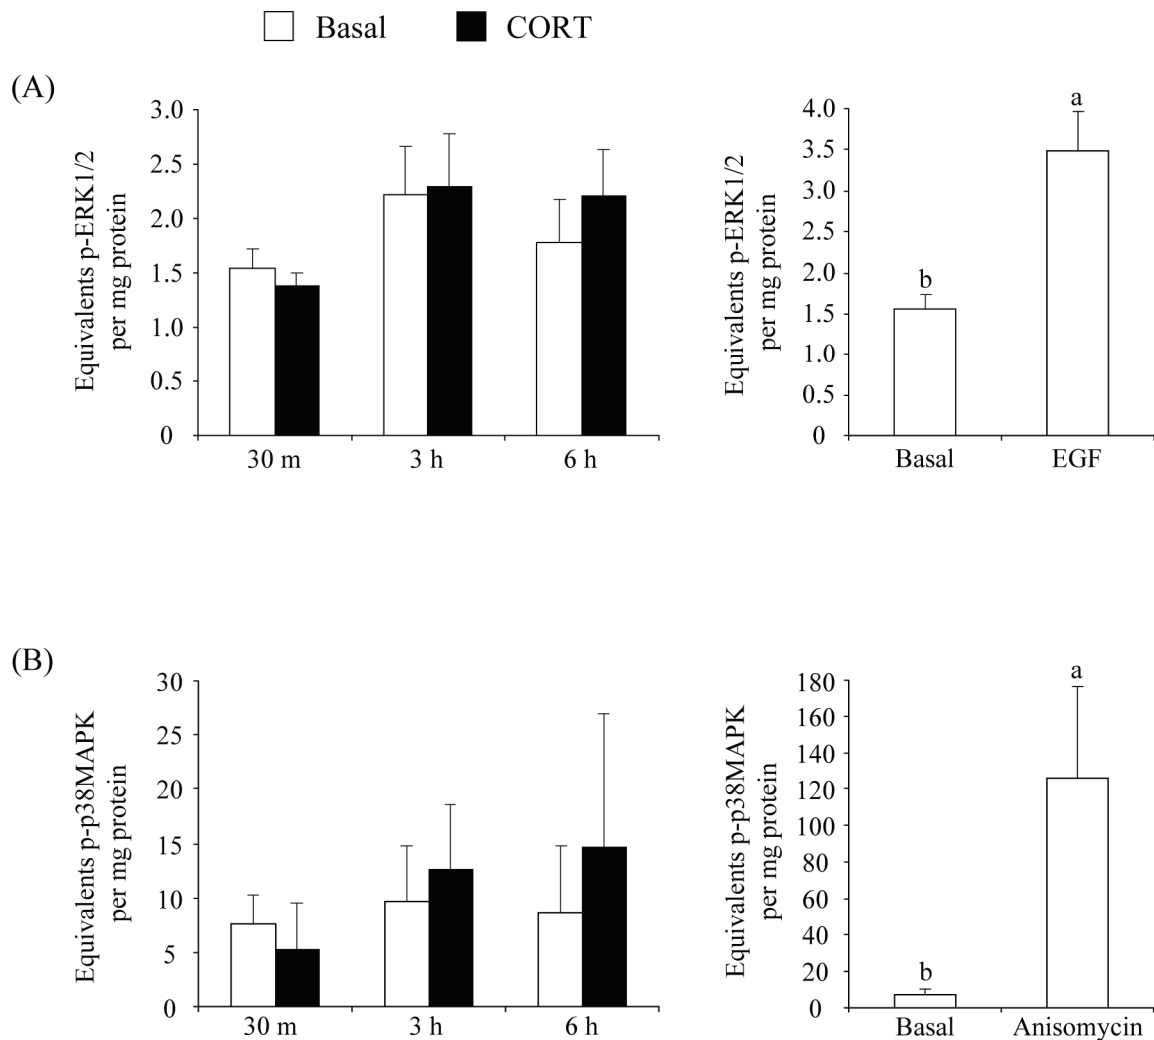 Basal CORT
(A)
Equivalents p-ERK1/2
per mg protein
3.0
2.5
2.0
1.5
1.0
0.5
0
30 m 3 h 6 h
Equivalents p-ERK1/2
per mg protein
4.0
3.5
3.0
2.5
2.0
1.5
1.0
0.5
0
a
b
Basal EGF
(B)
Equivalents p-p38MAPK
per mg protein
30
25
20
15
10
5
0
30 m 3 h 6 h
Equivalents p-p38MAPK
per mg protein
180
160
140
120
100
80
60
40
20
0
a
b
Basal Anisomycin